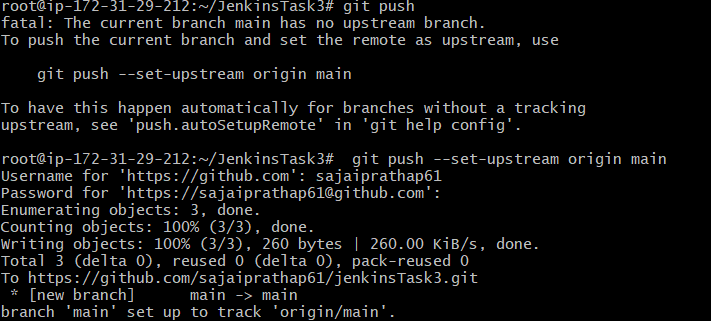 root@ip-172-31-29-212:~/JenkinsTask3# git push
fatal: The current branch main has no upstream branch.
To push the current branch and set the remote as upstream, use
    git push --set-upstream origin main
To have this happen automatically for branches without a tracking
upstream, see 'push.autoSetupRemote' in 'git help config'.
root@ip-172-31-29-212:~/JenkinsTask3#  git push --set-upstream origin main
Username for 'https://github.com': sajaiprathap61
Password for 'https://sajaiprathap61@github.com':
Enumerating objects: 3, done.
Counting objects: 100% (3/3), done.
Writing objects: 100% (3/3), 260 bytes | 260.00 KiB/s, done.
Total 3 (delta 0), reused 0 (delta 0), pack-reused 0
To https://github.com/sajaiprathap61/jenkinsTask3.git
 * [new branch]      main -> main
branch 'main' set up to track 'origin/main'.